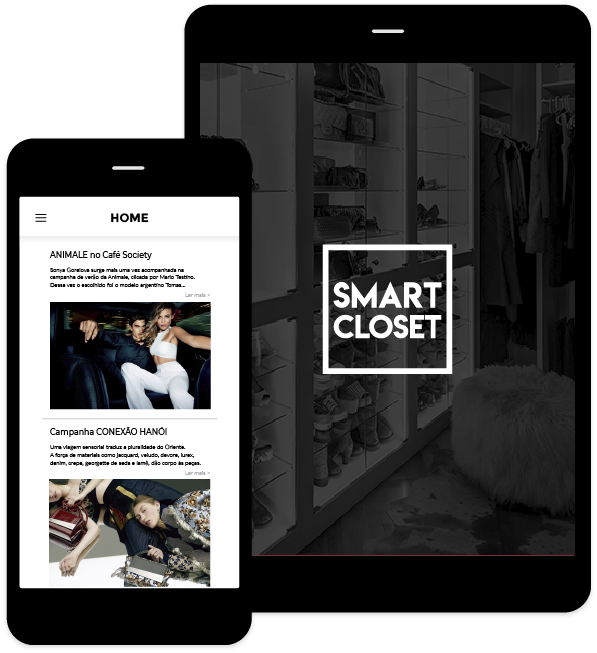 HOME
ANIMALE no Café Society
Sonya Gorelova surge mais uma vez acompanhada na
campanha de verão da Animale, clicada por Mario Testino.
Dessa vez o escolhido foi o modelo argentino Tomas...
Ler mais >
Campanha CONEXÃO HANÓI
Uma viagem sensorial traduz a pluralidade do Oriente.
A força de materiais como jacquard, veludo, devore, lurex,
denim, crepe, georgette de seda e lamê, dão corpo às peças.
Ler mais >
SMART
CLOSET